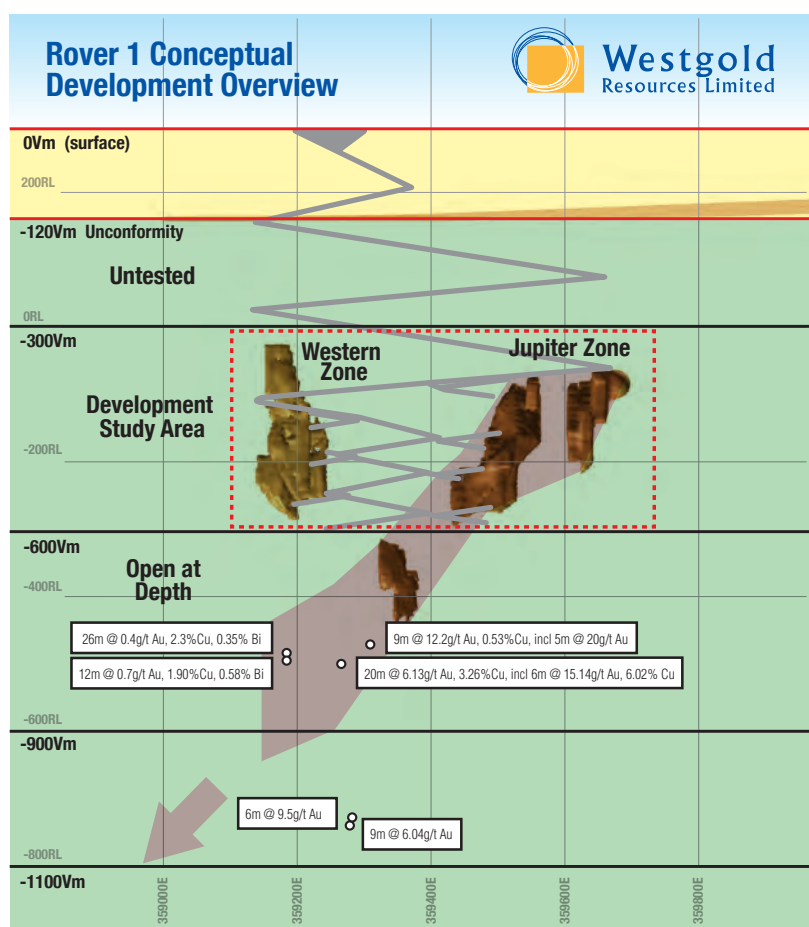 Rover 1 Conceptual
Development Overview
Westgold
Resources Limited
0Vm (surface)
200RL
-120Vm Unconformity
Untested
0RL
-300Vm
Western
Zone
Jupiter Zone
Development
Study Area
-200RL
-600Vm
Open at
Depth
-400RL
26m @ 0.4g/t Au, 2.3%Cu, 0.35% Bi
9m @ 12.2g/t Au, 0.53%Cu, incl 5m @ 20g/t Au
12m @ 0.7g/t Au, 1.90%Cu, 0.58% Bi
20m @ 6.13g/t Au, 3.26%Cu, incl 6m @ 15.14g/t Au, 6.02% Cu
-600RL
-900Vm
6m @ 9.5g/t Au
9m @ 6.04g/t Au
-800RL
-1100Vm
359000E
359200E
359400E
359600E
359800E